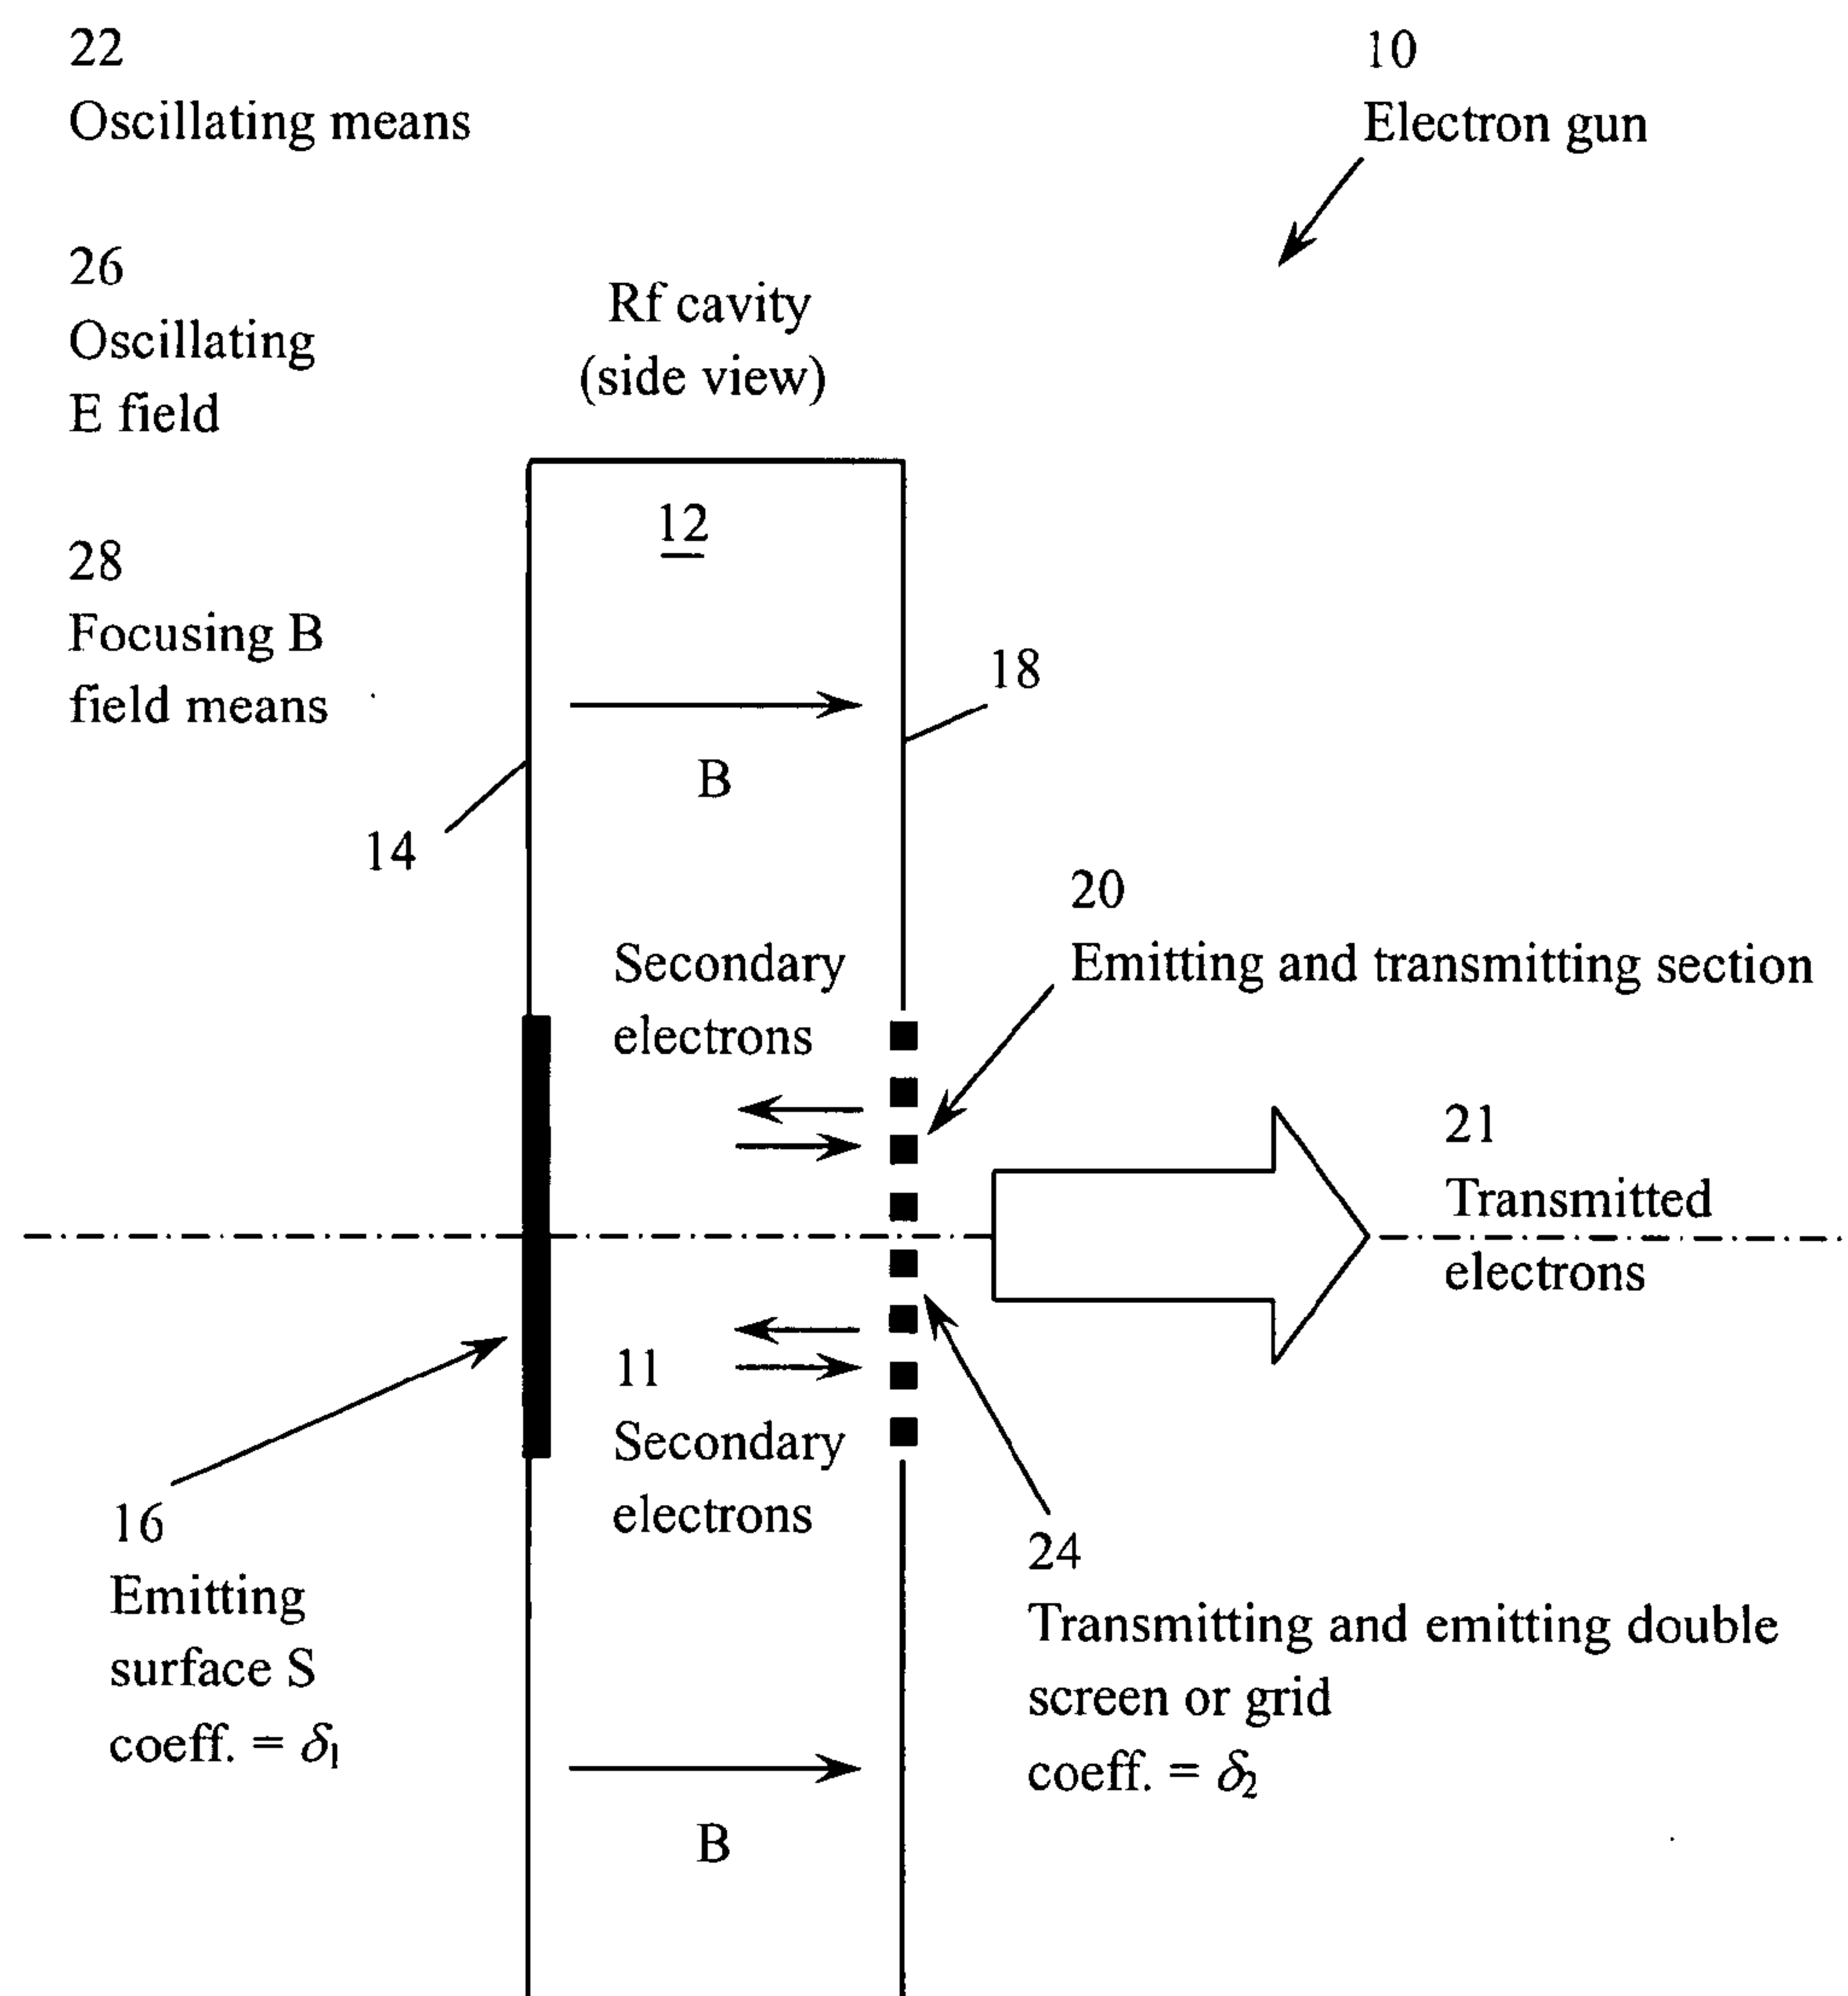 22
Oscillating means
10
Electron gun
26
Oscillating
E field
Rf cavity
(side view)
12
28
Focusing B
field means
18
B
14
20
Emitting and transmitting section
Secondary
electrons
21
Transmitted
electrons
11
Secondary
electrons
16
Emitting
surface S
coeff. = δ₁
24
Transmitting and emitting double
screen or grid
coeff. = δ₂
B